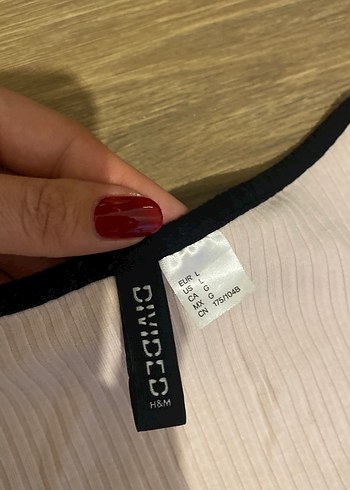 DIVIDED
H&M
EUR L
US L
CA G
MX G
CN 175/104B